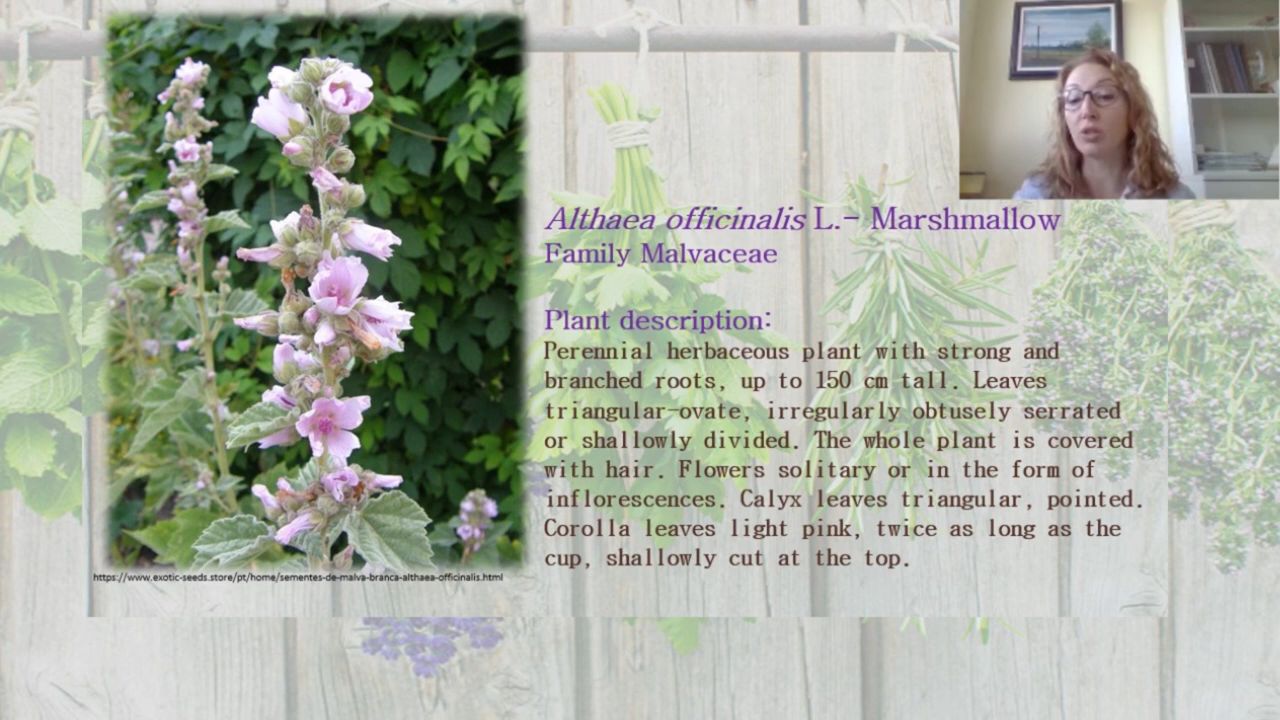 Althaea officinalis L.- Marshmallow
Family Malvaceae
Plant description:
Perennial herbaceous plant with strong and
branched roots, up to 150 cm tall. Leaves
triangular-ovate, irregularly obtusely serrated
or shallowly divided. The whole plant is covered
with hair. Flowers solitary or in the form of
inflorescences. Calyx leaves triangular, pointed.
Corolla leaves light pink, twice as long as the
cup, shallowly cut at the top.
https://www.exotic-seeds.store/pt/home/sementes-de-malva-branca-althaea-officinalis.html